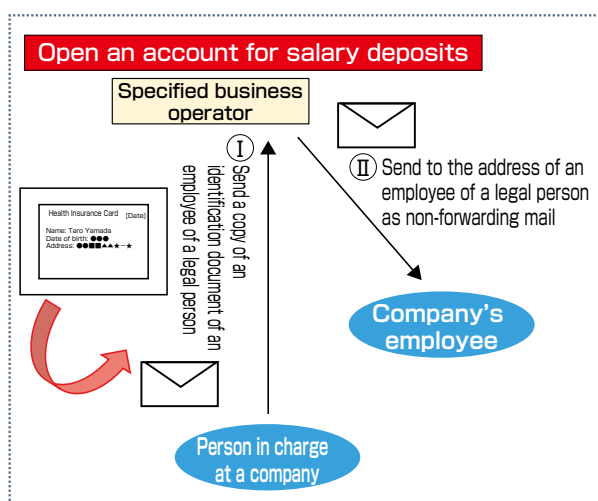 Open an account for salary deposits
Specified business
operator
Ⅰ
Send a copy of an
identification document of an
employee of a legal person
Ⅱ Send to the address of an
employee of a legal person
as non-forwarding mail
Health Insurance Card [Date]
Name: Taro Yamada
Date of birth: ●●●
Address: ●●■■▲▲★−★
Company's
employee
Person in charge
at a company